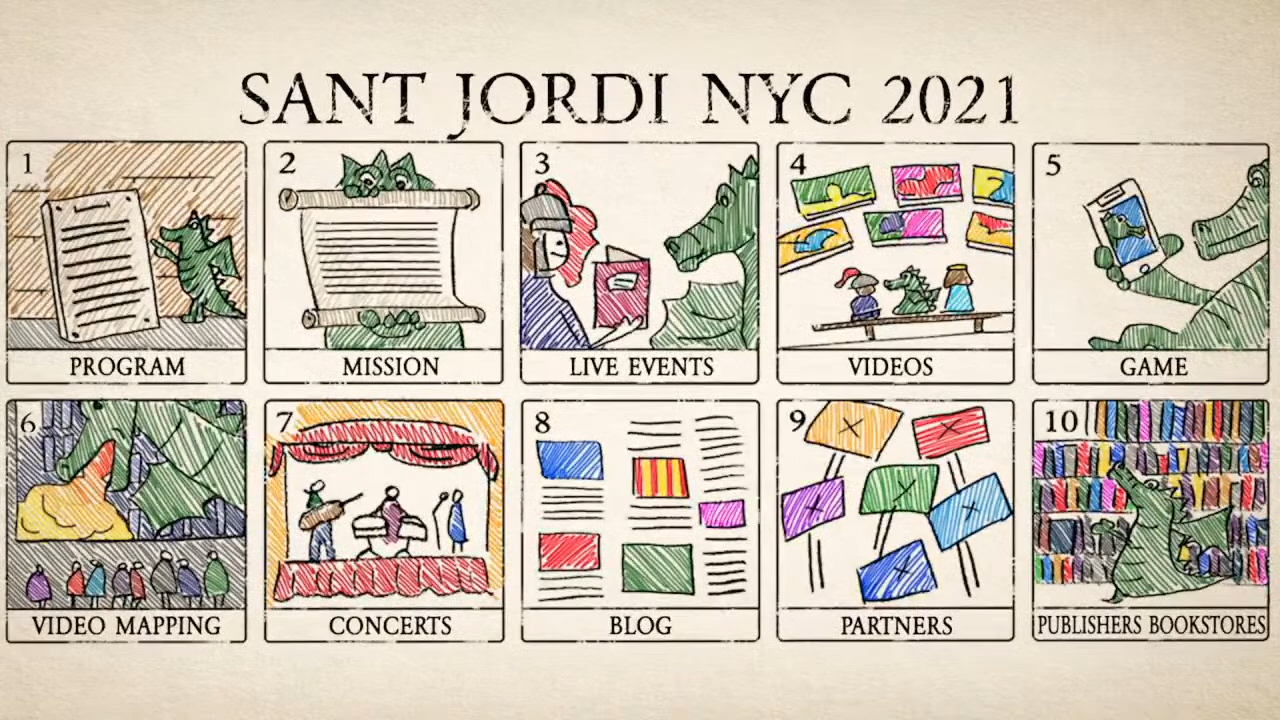 SANT JORDI NYC 2021
1
PROGRAM
2
MISSION
3
LIVE EVENTS
4
VIDEOS
5
GAME
6
VIDEO MAPPING
7
CONCERTS
8
BLOG
9
PARTNERS
10
PUBLISHERS BOOKSTORES